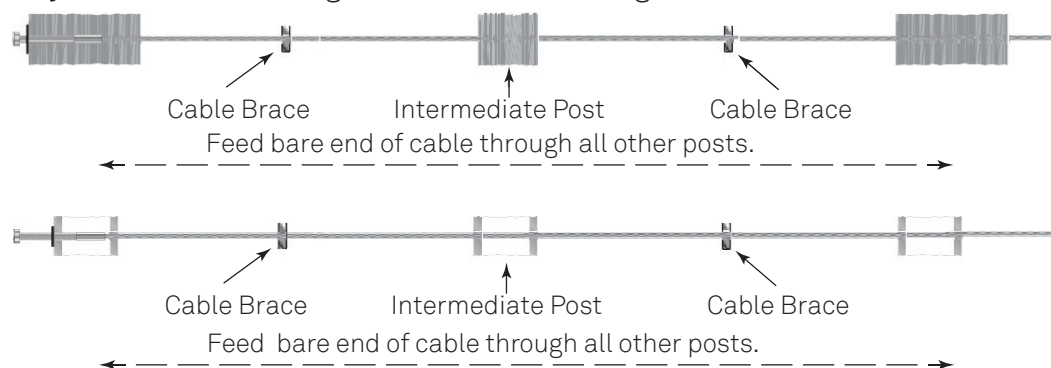 Cable Brace Intermediate Post Cable Brace
Feed bare end of cable through all other posts.
Cable Brace Intermediate Post Cable Brace
Feed bare end of cable through all other posts.